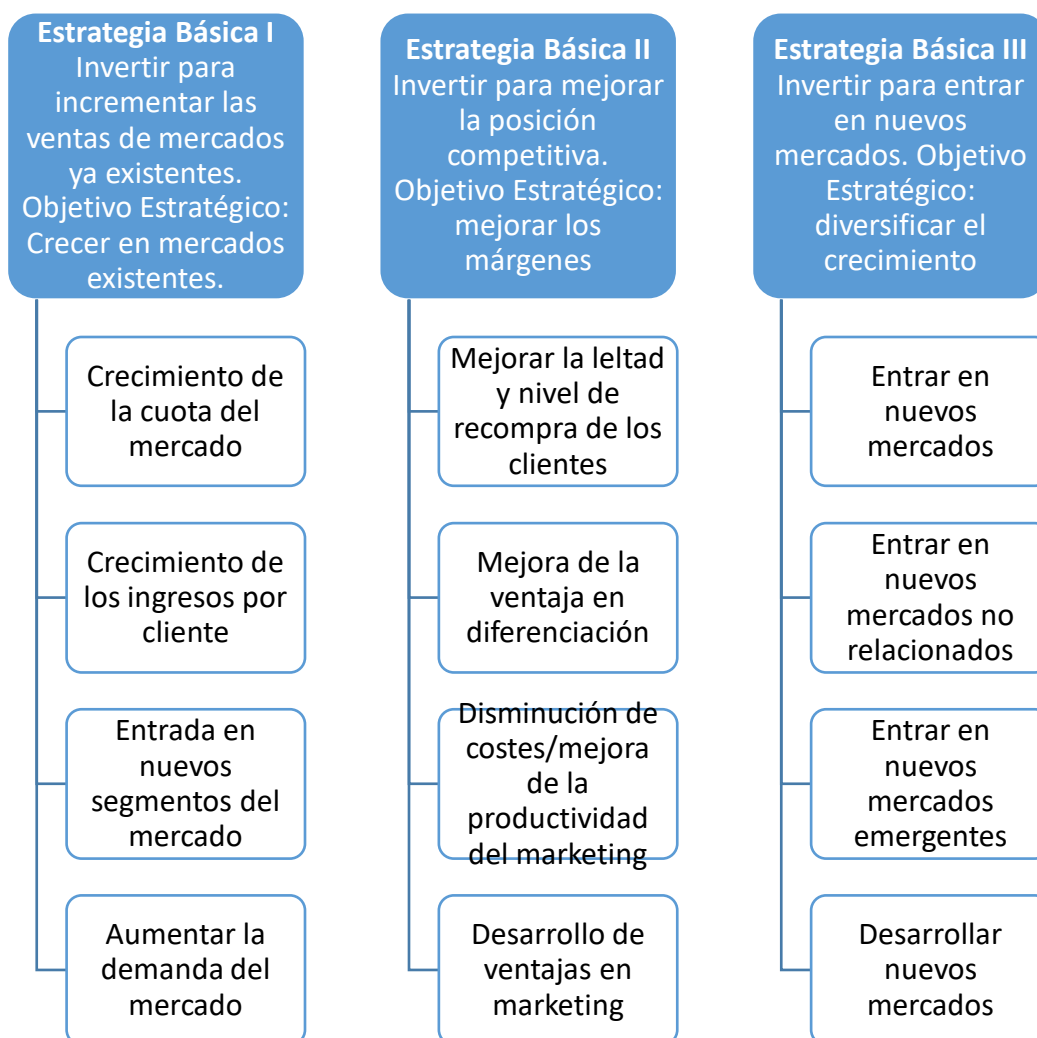 Estrategia Básica I
Invertir para
incrementar las
ventas de mercados
ya existentes.
Objetivo Estratégico:
Crecer en mercados
existentes.
Crecimiento de
la cuota del
mercado
Crecimiento de
los ingresos por
cliente
Entrada en
nuevos
segmentos del
mercado
Aumentar la
demanda del
mercado
Estrategia Básica II
Invertir para mejorar
la posición
competitiva.
Objetivo Estratégico:
mejorar los
márgenes
Mejorar la leltad
y nivel de
recompra de los
clientes
Mejora de la
ventaja en
diferenciación
Disminución de
costes/mejora
de la
productividad
del marketing
Desarrollo de
ventajas en
marketing
Estrategia Básica III
Invertir para entrar
en nuevos
mercados. Objetivo
Estratégico:
diversificar el
crecimiento
Entrar en
nuevos
mercados
Entrar en
nuevos
mercados no
relacionados
Entrar en
nuevos
mercados
emergentes
Desarrollar
nuevos
mercados